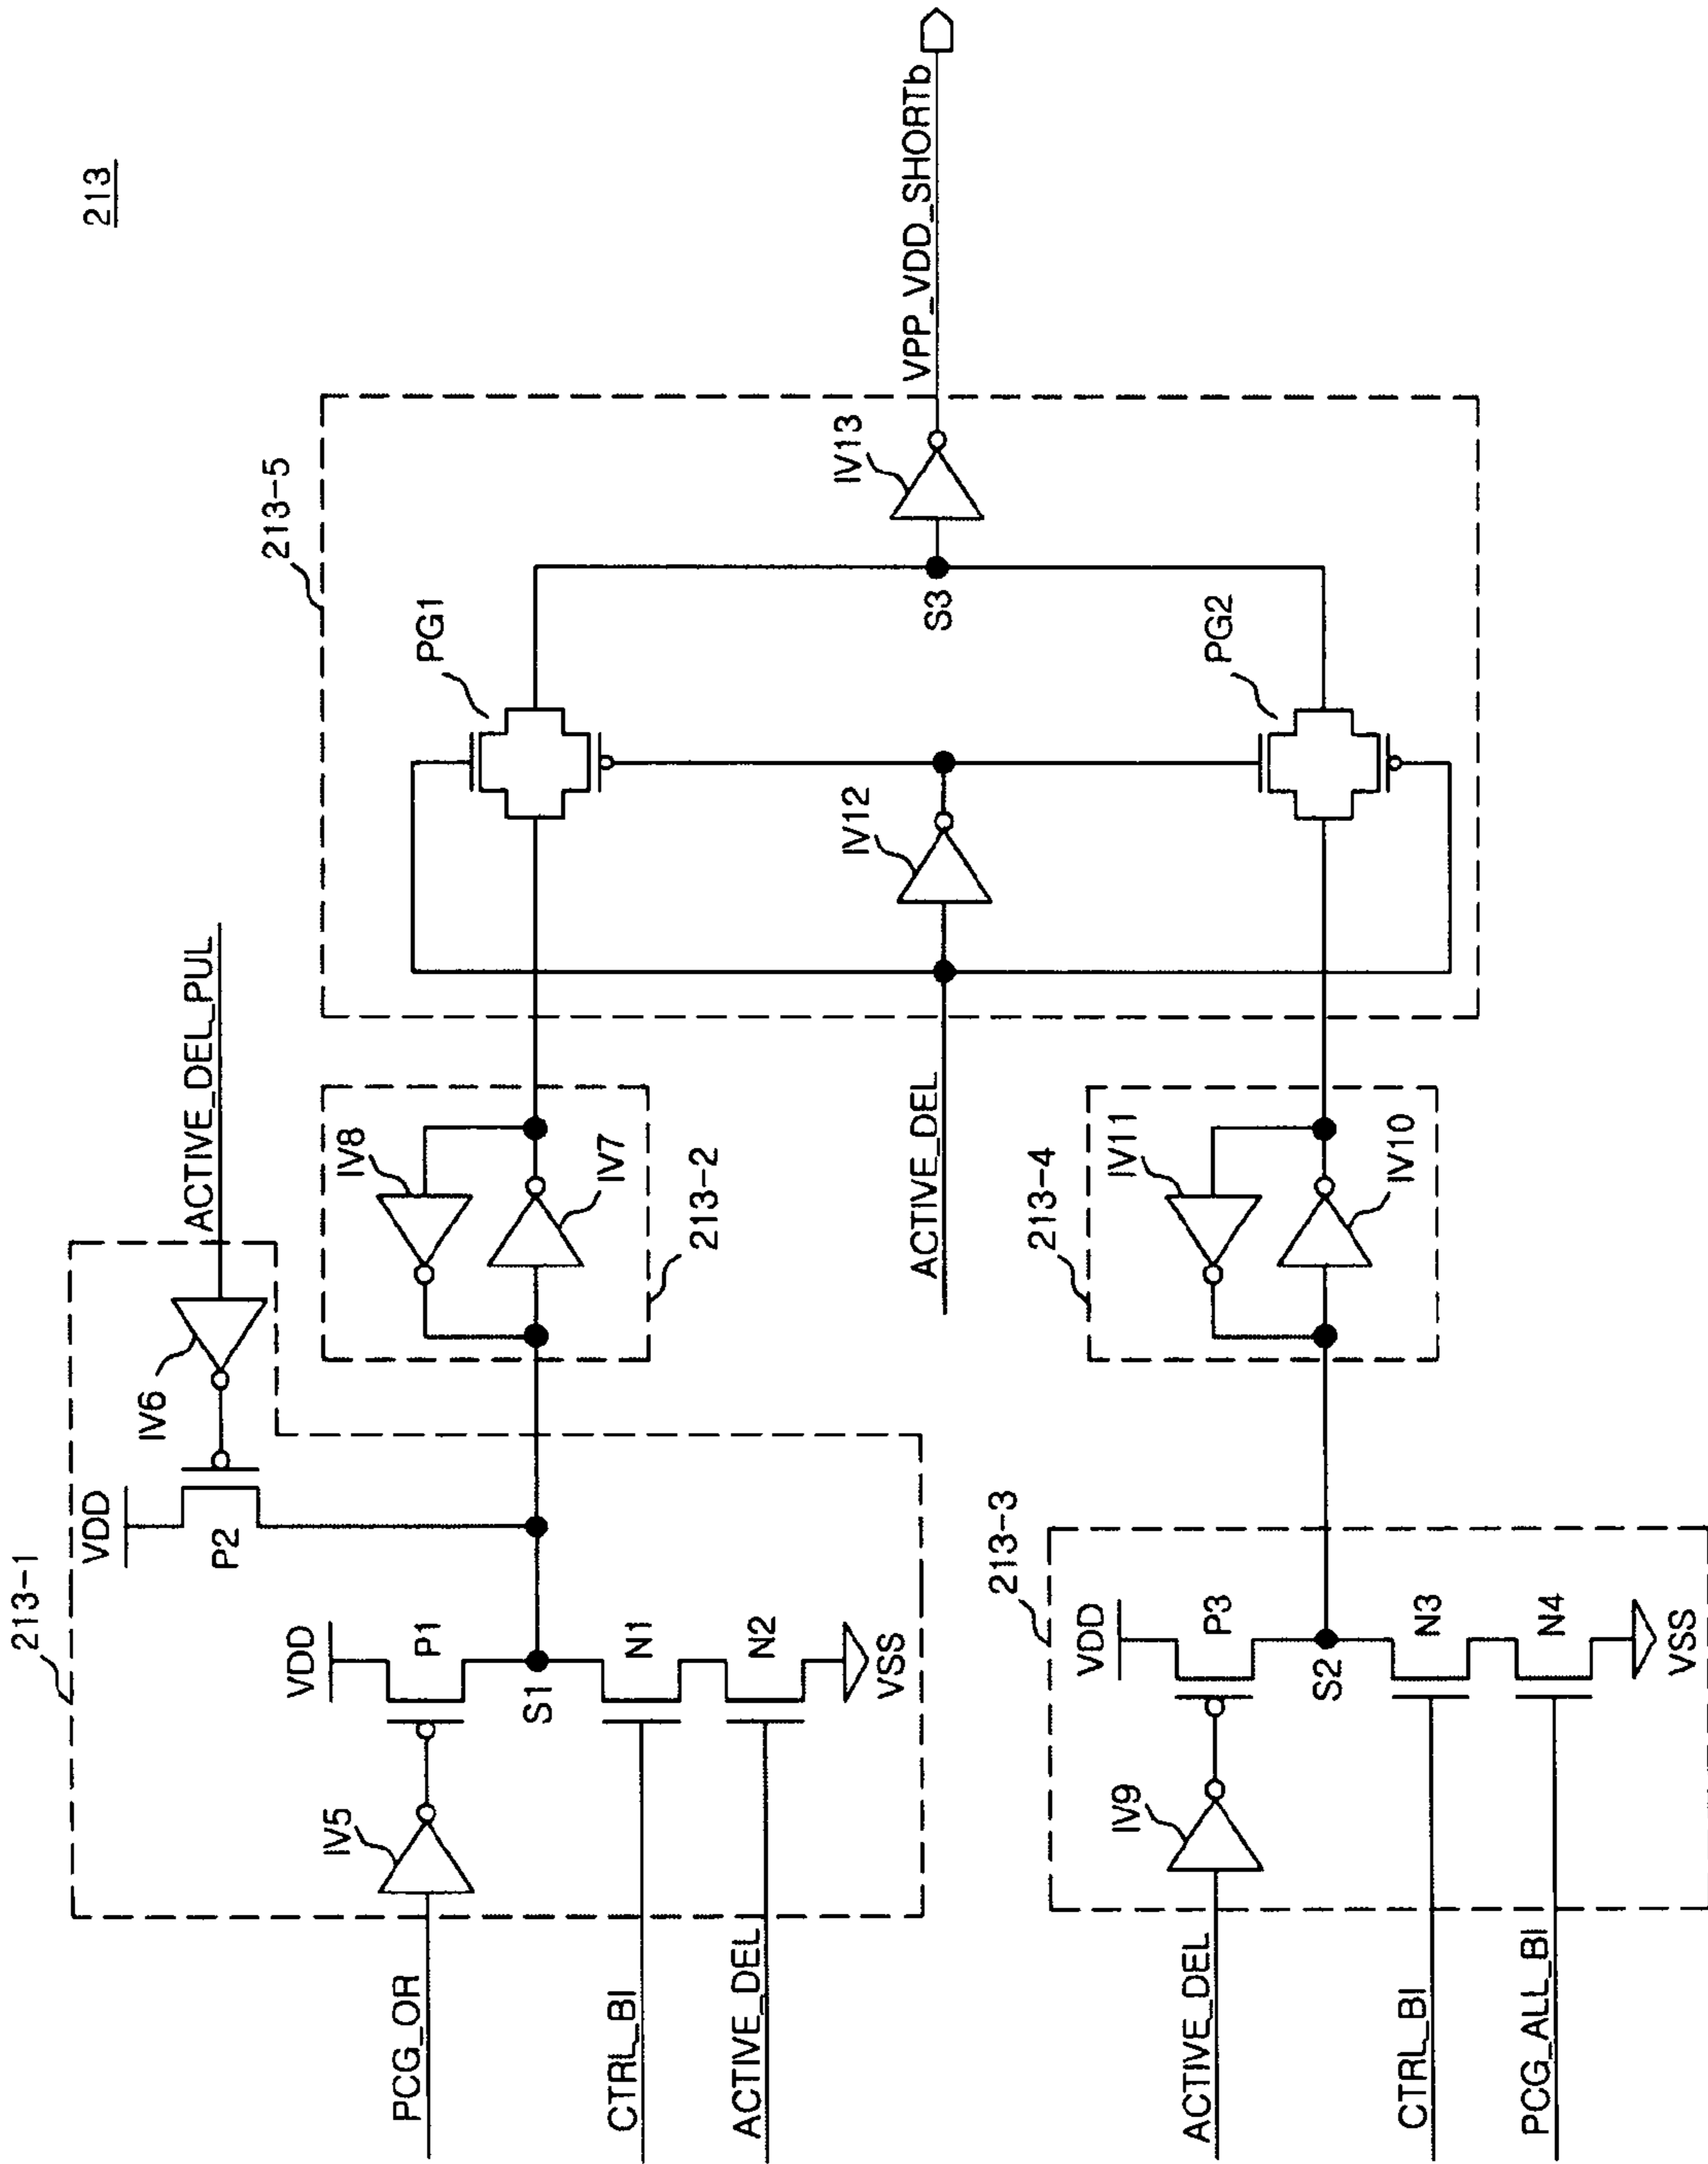 213
213-1
VDD
P2
IV6
ACTIVE_DEL_PUL
PCG_OR
IV5
VDD
P1
S1
CTRL_BI
N1
ACTIVE_DEL
N2
VSS
IV8
IV7
213-2
213-5
PG1
ACTIVE_DEL
IV12
S3
IV13
VPP_VDD_SHORTb
PG2
213-3
ACTIVE_DEL
IV9
VDD
P3
S2
CTRL_BI
N3
PCG_ALL_BI
N4
VSS
213-4
IV11
IV10